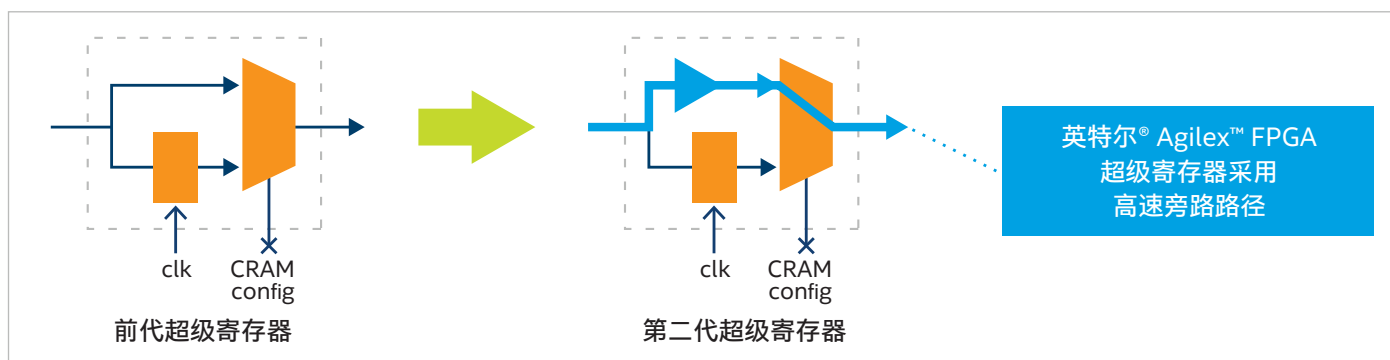 clk
CRAM
config
前代超级寄存器
clk
CRAM
config
第二代超级寄存器
英特尔® Agilex™ FPGA
超级寄存器采用
高速旁路路径